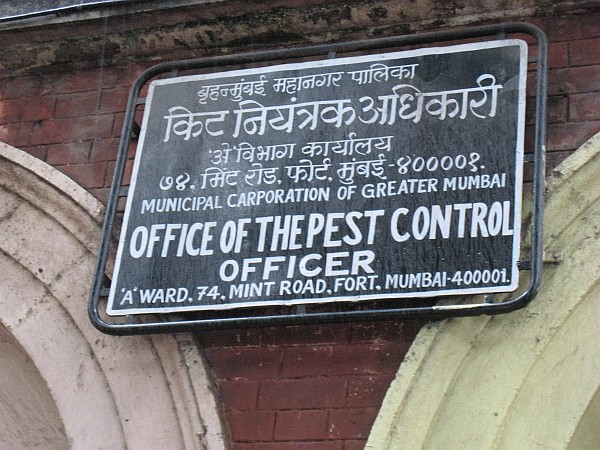 बृहन्मुंबई महानगर पालिका
किट नियंत्रक अधिकारी
'अे' विभाग कार्यालय
७४, मिंट रोड, फोर्ट, मुंबई-४००००१.
MUNICIPAL CARPORATION OF GREATER MUMBAI
OFFICE OF THE PEST CONTROL
OFFICER
'A' WARD, 74, MINT ROAD, FORT, MUMBAI-400001.